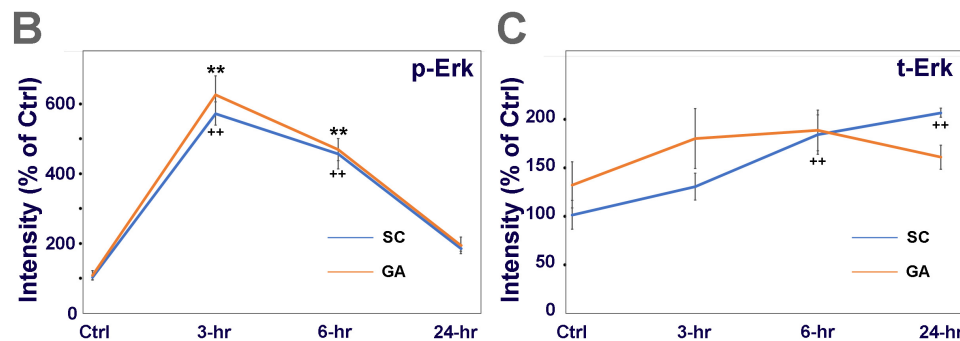 B
p-Erk
Intensity (% of Ctrl)
600
400
200
0
**
++
**
++
SC
GA
Ctrl
3-hr
6-hr
24-hr
C
t-Erk
Intensity (% of Ctrl)
200
150
100
50
0
++
++
SC
GA
Ctrl
3-hr
6-hr
24-hr